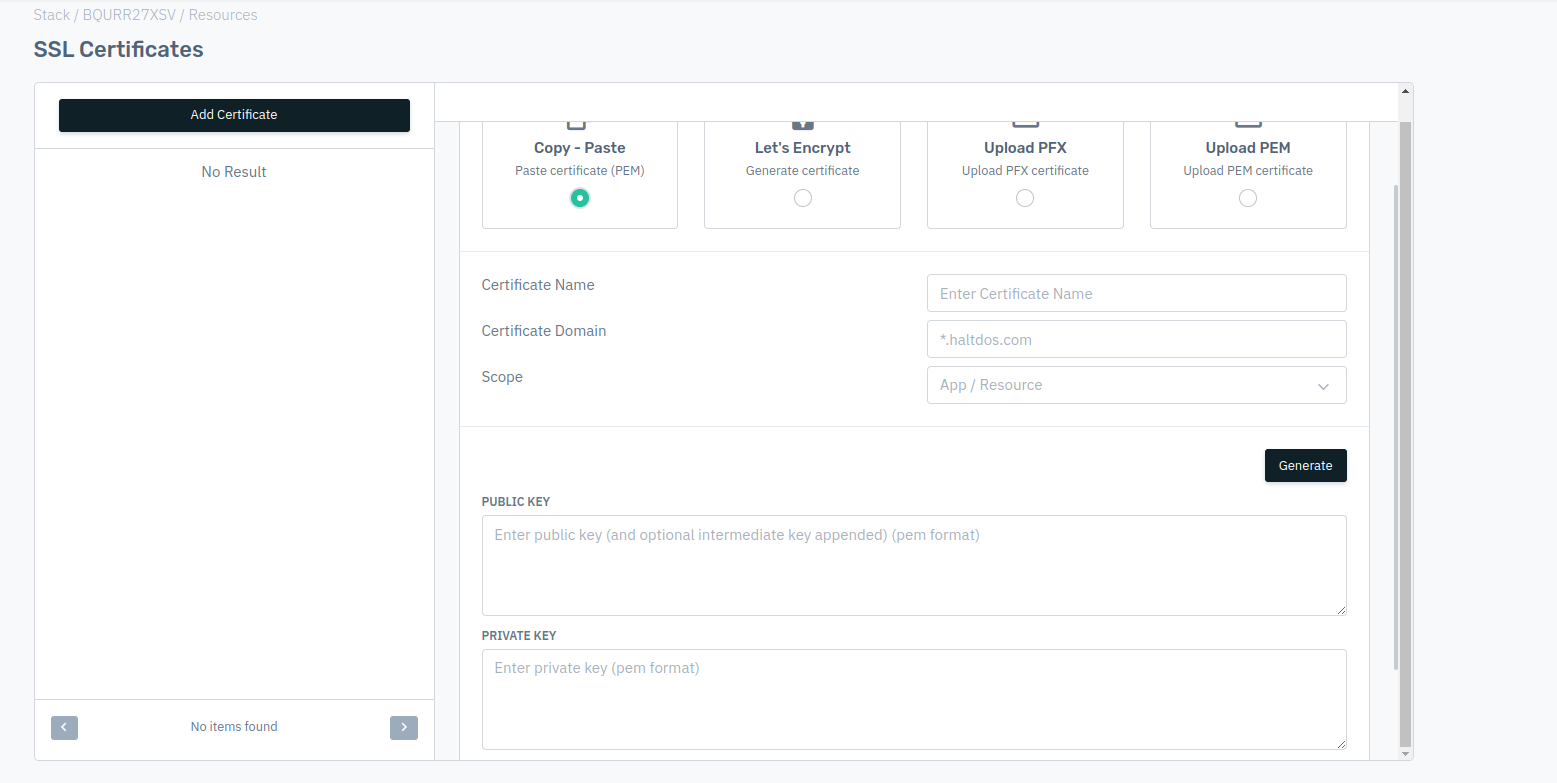 Stack / BQURR27XSV / Resources
SSL Certificates
Add Certificate
No Result
No items found
Copy - Paste
Paste certificate (PEM)
Let's Encrypt
Generate certificate
Upload PFX
Upload PFX certificate
Upload PEM
Upload PEM certificate
Certificate Name
Enter Certificate Name
Certificate Domain
*.haltdos.com
Scope
App / Resource
Generate
PUBLIC KEY
Enter public key (and optional intermediate key appended) (pem format)
PRIVATE KEY
Enter private key (pem format)